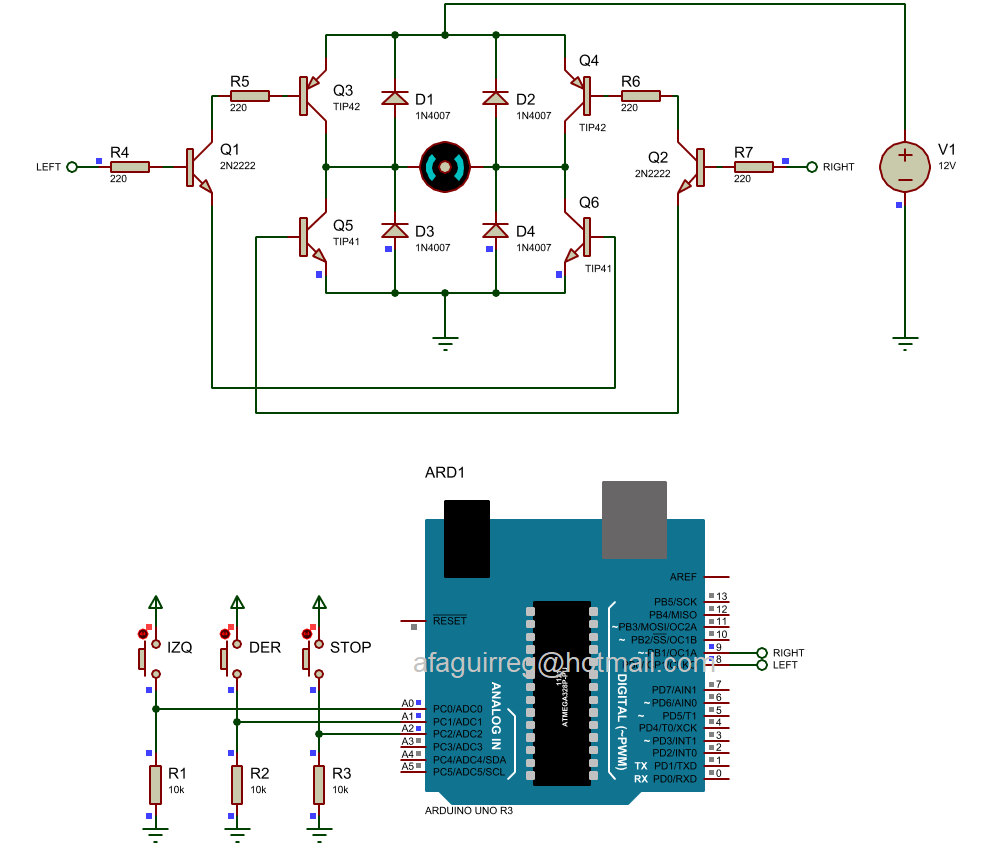 Q4
R5
Q3
R6
220
TIP42
D1
D2
220
1N4007
1N4007
TIP42
R4
Q1
Q2
R7
V1
LEFT
220
2N2222
2N2222
220
RIGHT
12V
Q5
Q6
TIP41
D3
D4
1N4007
1N4007
TIP41
ARD1
AREF
PB5/SCK 13
PB4/MISO 12
RESET
~PB3/MOSI/OC2A 11
~ PB2/SS/OC1B 10
IZQ
DER
STOP
~ PB1/OC1A 9
RIGHT
8
LEFT
afaguirreg@hotmail.com
ATMEGA328P-PU
ANALOG IN
DIGITAL (~PWM)
PD7/AIN1 7
~ PD6/AIN0 6
~ PD5/T1 5
PD4/T0/XCK 4
~ PD3/INT1 3
PD2/INT0 2
TX PD1/TXD 1
RX PD0/RXD 0
A0 PC0/ADC0
A1 PC1/ADC1
A2 PC2/ADC2
A3 PC3/ADC3
A4 PC4/ADC4/SDA
A5 PC5/ADC5/SCL
R1
10k
R2
10k
R3
10k
ARDUINO UNO R3